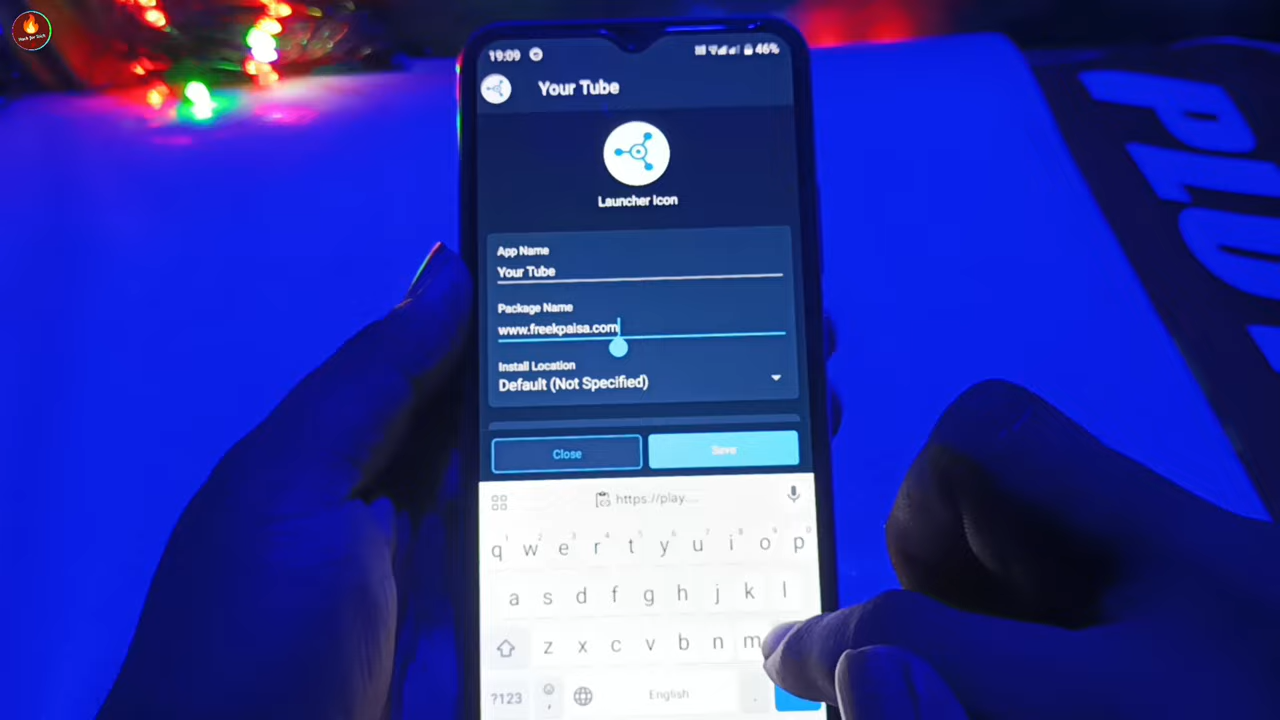 19:09
46%
Your Tube
Launcher Icon
App Name
Your Tube
Package Name
www.freekpaisa.com
Install Location
Default (Not Specified)
Close
Save
https://play....
q w e r t y u i o p
a s d f g h j k l
z x c v b n m
?123 , English .